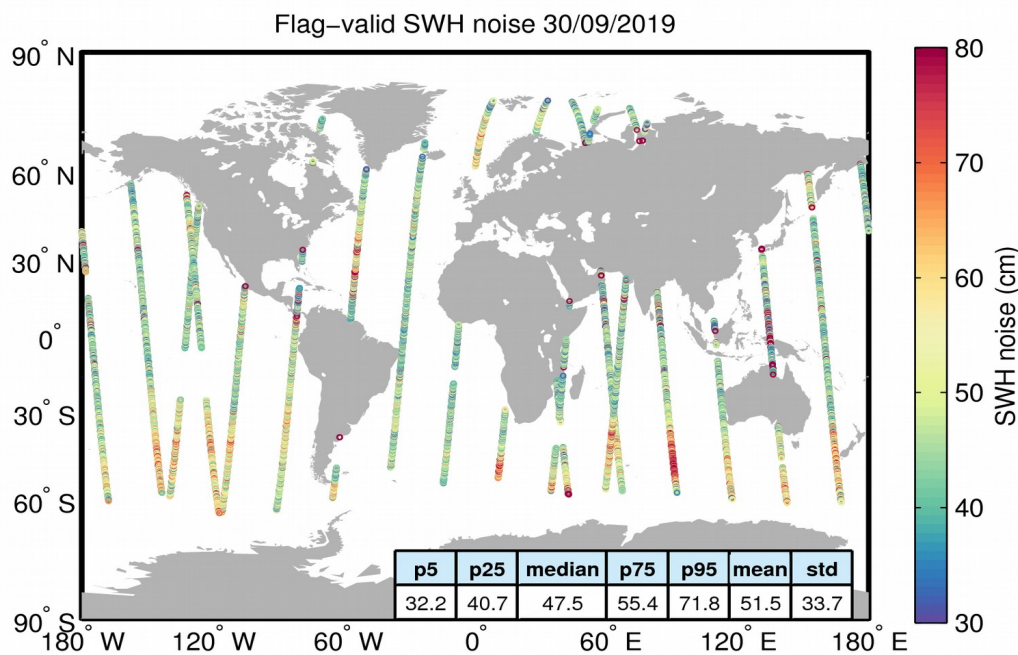 Flag−valid SWH noise 30/09/2019
90° N
60° N
30° N
0°
30° S
60° S
90° S
180° W 120° W 60° W 0° 60° E 120° E 180° E
p5 p25 median p75 p95 mean std
32.2 40.7 47.5 55.4 71.8 51.5 33.7
80
70
60
50
40
30
SWH noise (cm)